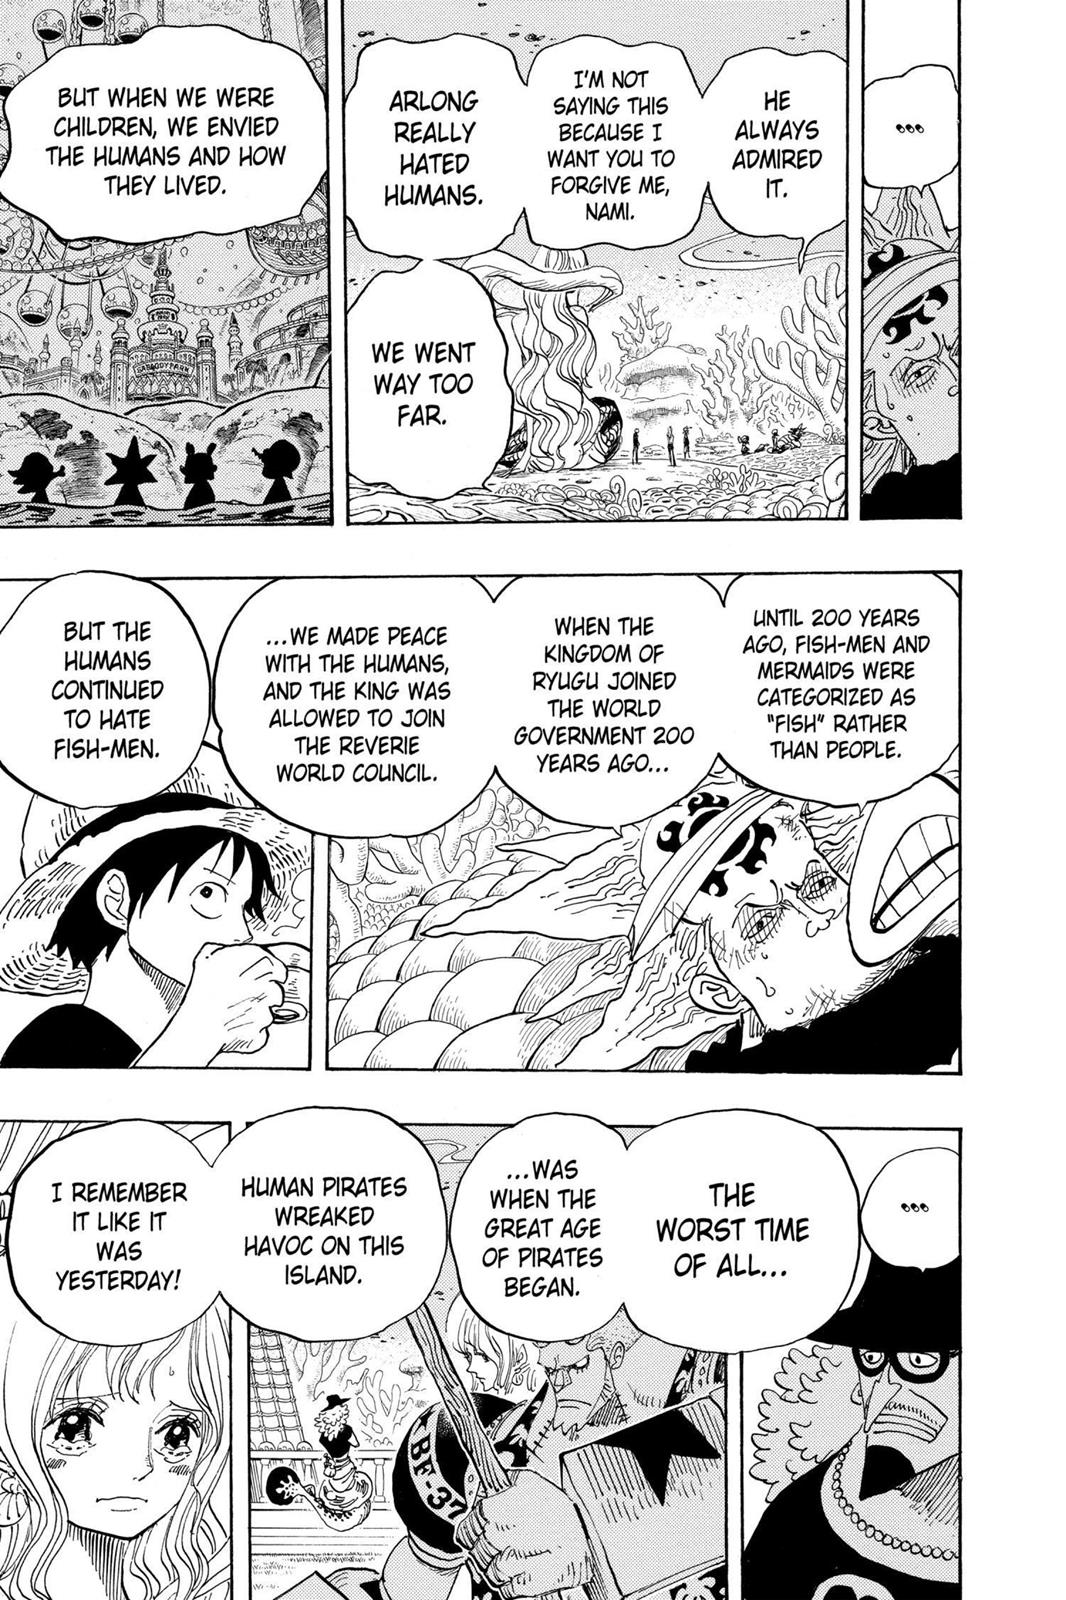 ...
HE
ALWAYS
ADMIRED
IT.
I'M NOT
SAYING THIS
BECAUSE I
WANT YOU TO
FORGIVE ME,
NAMI.
ARLONG
REALLY
HATED
HUMANS.
WE WENT
WAY TOO
FAR.
BUT WHEN WE WERE
CHILDREN, WE ENVIED
THE HUMANS AND HOW
THEY LIVED.
SABAODY PARK
UNTIL 200 YEARS
AGO, FISH-MEN AND
MERMAIDS WERE
CATEGORIZED AS
"FISH" RATHER
THAN PEOPLE.
WHEN THE
KINGDOM OF
RYUGU JOINED
THE WORLD
GOVERNMENT 200
YEARS AGO...
...WE MADE PEACE
WITH THE HUMANS,
AND THE KING WAS
ALLOWED TO JOIN
THE REVERIE
WORLD COUNCIL.
BUT THE
HUMANS
CONTINUED
TO HATE
FISH-MEN.
...
THE
WORST TIME
OF ALL...
...WAS
WHEN THE
GREAT AGE
OF PIRATES
BEGAN.
HUMAN PIRATES
WREAKED
HAVOC ON THIS
ISLAND.
BF-37
I REMEMBER
IT LIKE IT
WAS
YESTERDAY!